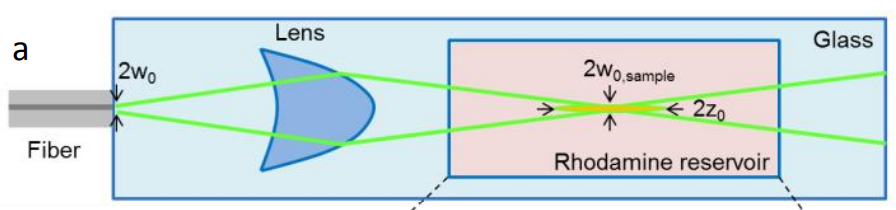 a
Lens
Glass
2w₀
2w₀,sample
2z₀
Fiber
Rhodamine reservoir